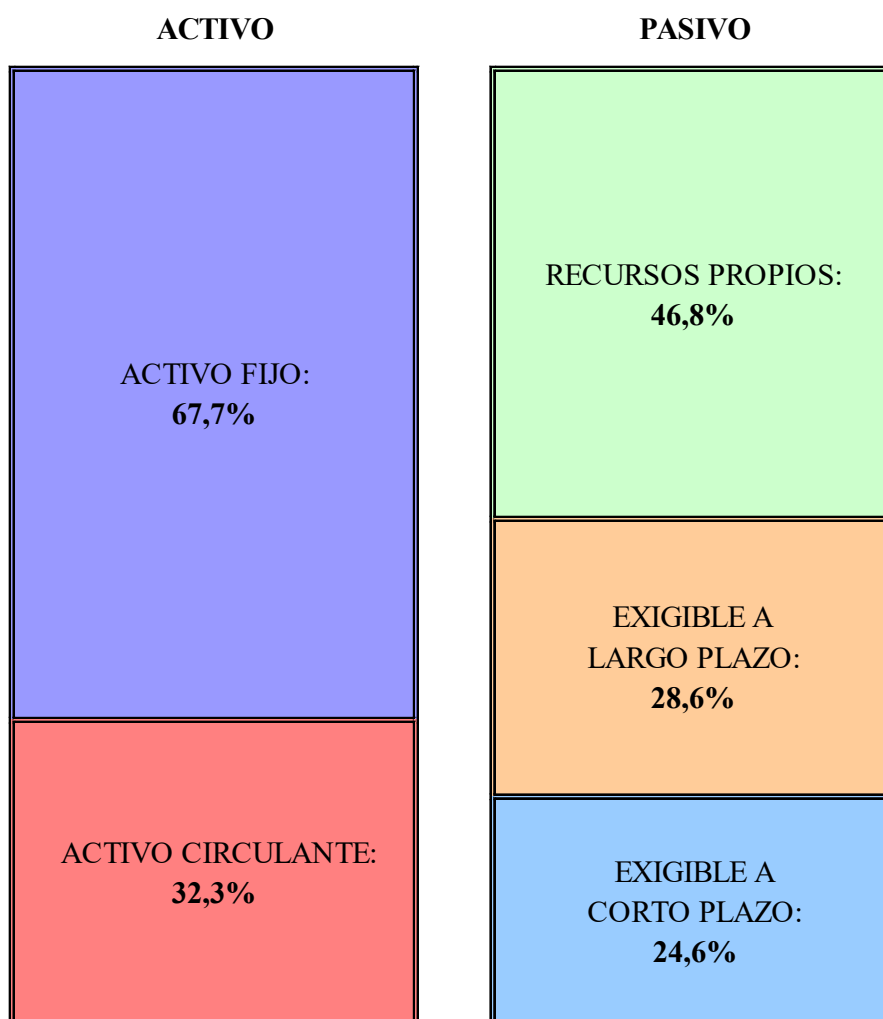 ACTIVO
PASIVO
ACTIVO FIJO:
67,7%
ACTIVO CIRCULANTE:
32,3%
RECURSOS PROPIOS:
46,8%
EXIGIBLE A
LARGO PLAZO:
28,6%
EXIGIBLE A
CORTO PLAZO:
24,6%